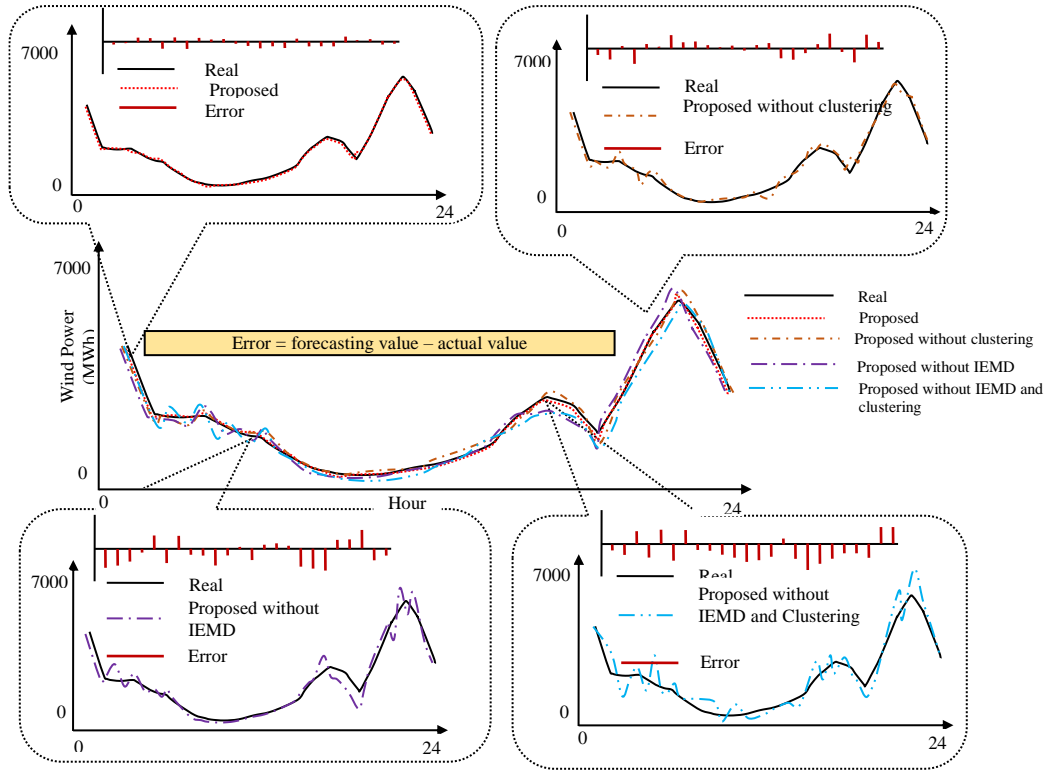 7000
Real
Proposed
Error
0
0
24
7000
Real
Proposed without clustering
Error
0
0
24
7000
Wind Power
(MWh)
Error = forecasting value – actual value
0
0
Hour
24
Real
Proposed
Proposed without clustering
Proposed without IEMD
Proposed without IEMD and
clustering
7000
Real
Proposed without
IEMD
Error
0
0
24
7000
Real
Proposed without
IEMD and Clustering
Error
0
0
24